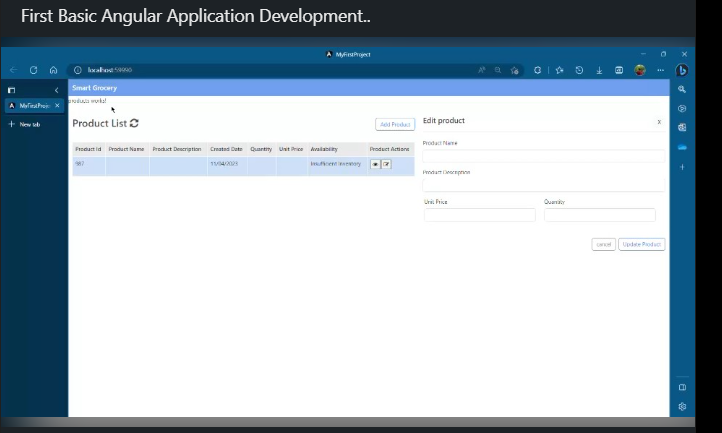 First Basic Angular Application Development..
MyFirstProject
localhost:59990
MyFirstProjec
New tab
Smart Grocery
products works!
Product List
Add Product
Edit product
x
Product Name
Product Id Product Name Product Description Created Date Quantity Unit Price Availability Product Actions
987 11/04/2023 Insufficient Inventory
Product Description
Unit Price Quantity
cancel Update Product